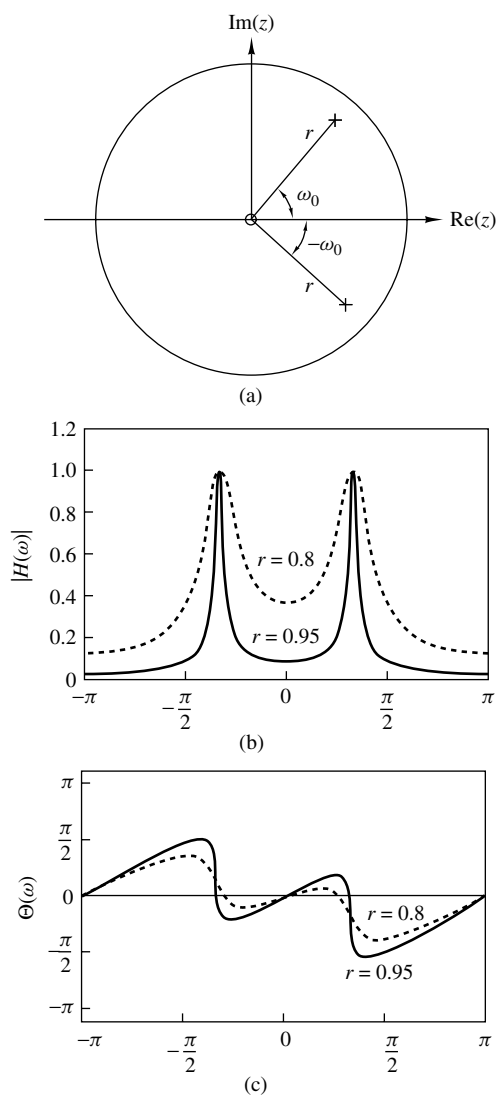 Im(z)
r
ω₀
Re(z)
−ω₀
r
(a)
1.2
1.0
0.8
0.6
0.4
0.2
0
|H(ω)|
r = 0.8
r = 0.95
−π
−π/2
0
π/2
π
(b)
π
π/2
0
−π/2
−π
Θ(ω)
r = 0.8
r = 0.95
−π
−π/2
0
π/2
π
(c)